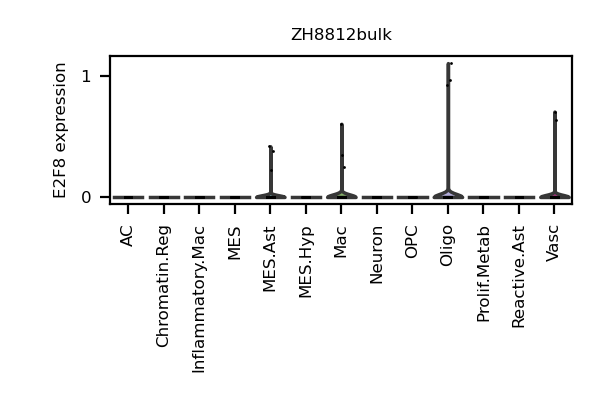 ZH8812bulk
E2F8 expression
1
0
AC
Chromatin.Reg
Inflammatory.Mac
MES
MES.Ast
MES.Hyp
Mac
Neuron
OPC
Oligo
Prolif.Metab
Reactive.Ast
Vasc